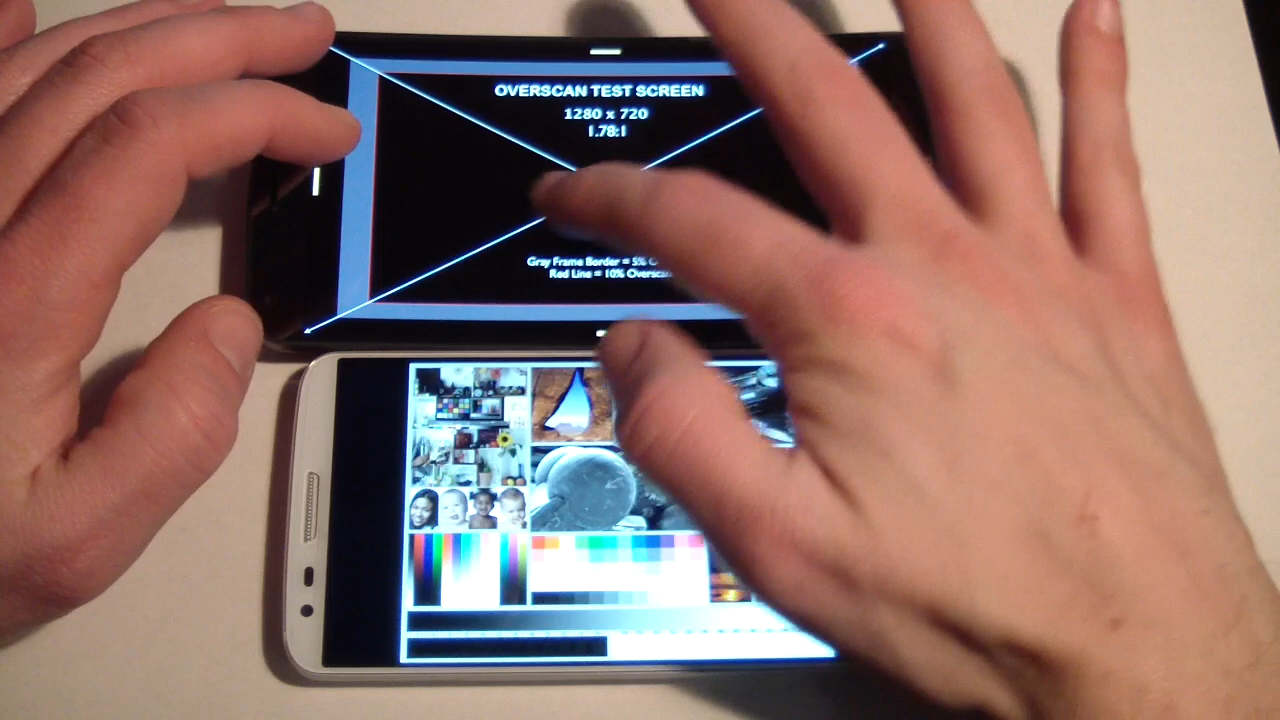 OVERSCAN TEST SCREEN
1280 x 720
1.78:1
Gray Frame Border = 5%
Red Line = 10% Overscan